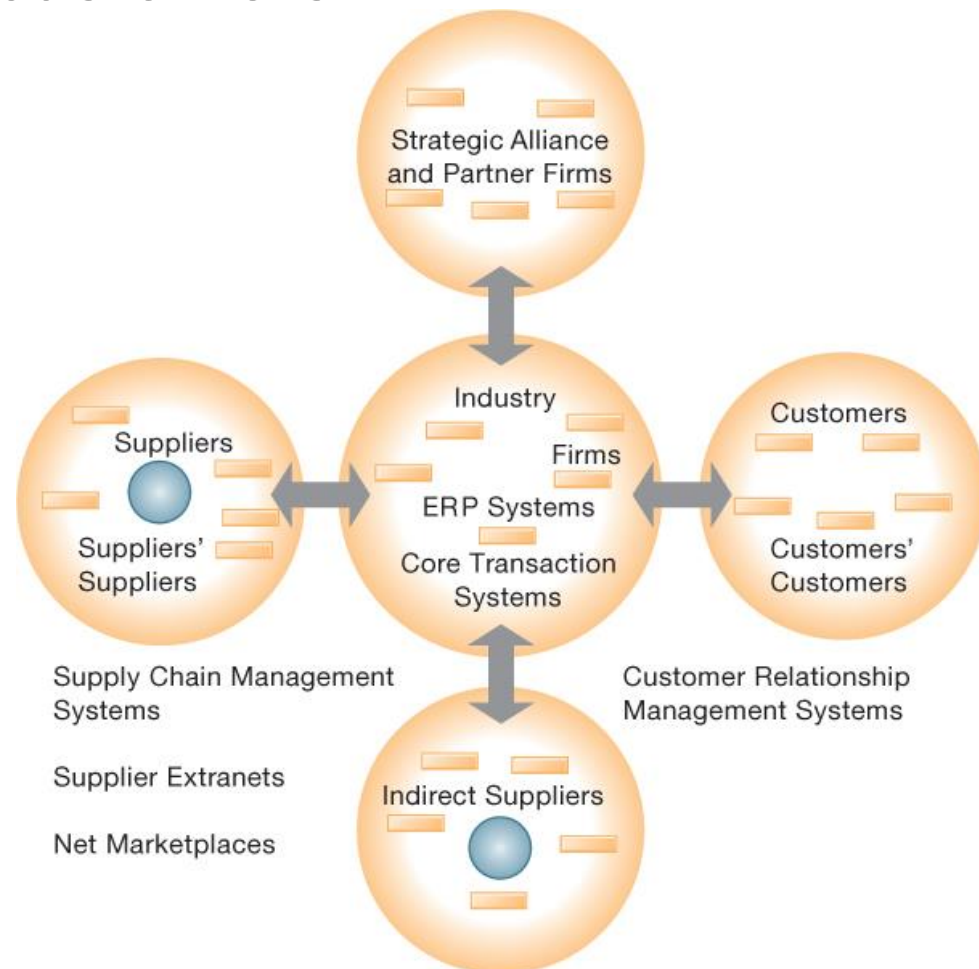 Strategic Alliance
and Partner Firms
Industry
Firms
ERP Systems
Core Transaction
Systems
Suppliers
Suppliers'
Suppliers
Customers
Customers'
Customers
Supply Chain Management
Systems
Supplier Extranets
Net Marketplaces
Customer Relationship
Management Systems
Indirect Suppliers